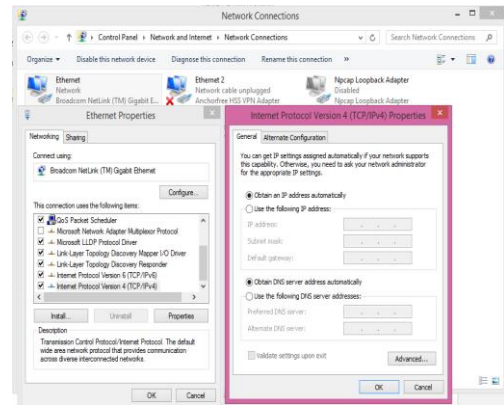 Network Connections
Control Panel ▸ Network and Internet ▸ Network Connections
Search Network Connections
Organize
Disable this network device
Diagnose this connection
Rename this connection
»
Ethernet
Network
Broadcom NetLink (TM) Gigabit E...
Ethernet 2
Network cable unplugged
Anchorfree HSS VPN Adapter
Npcap Loopback Adapter
Disabled
Npcap Loopback Adapter
Ethernet Properties
Networking
Sharing
Connect using:
Broadcom NetLink (TM) Gigabit Ethernet
Configure...
This connection uses the following items:
QoS Packet Scheduler
Microsoft Network Adapter Multiplexor Protocol
Microsoft LLDP Protocol Driver
Link-Layer Topology Discovery Mapper I/O Driver
Link-Layer Topology Discovery Responder
Internet Protocol Version 6 (TCP/IPv6)
Internet Protocol Version 4 (TCP/IPv4)
Install...
Uninstall
Properties
Description
Transmission Control Protocol/Internet Protocol. The default
wide area network protocol that provides communication
across diverse interconnected networks.
OK
Cancel
Internet Protocol Version 4 (TCP/IPv4) Properties
General
Alternate Configuration
You can get IP settings assigned automatically if your network supports
this capability. Otherwise, you need to ask your network administrator
for the appropriate IP settings.
Obtain an IP address automatically
Use the following IP address:
IP address:
Subnet mask:
Default gateway:
Obtain DNS server address automatically
Use the following DNS server addresses:
Preferred DNS server:
Alternate DNS server:
Validate settings upon exit
Advanced...
OK
Cancel